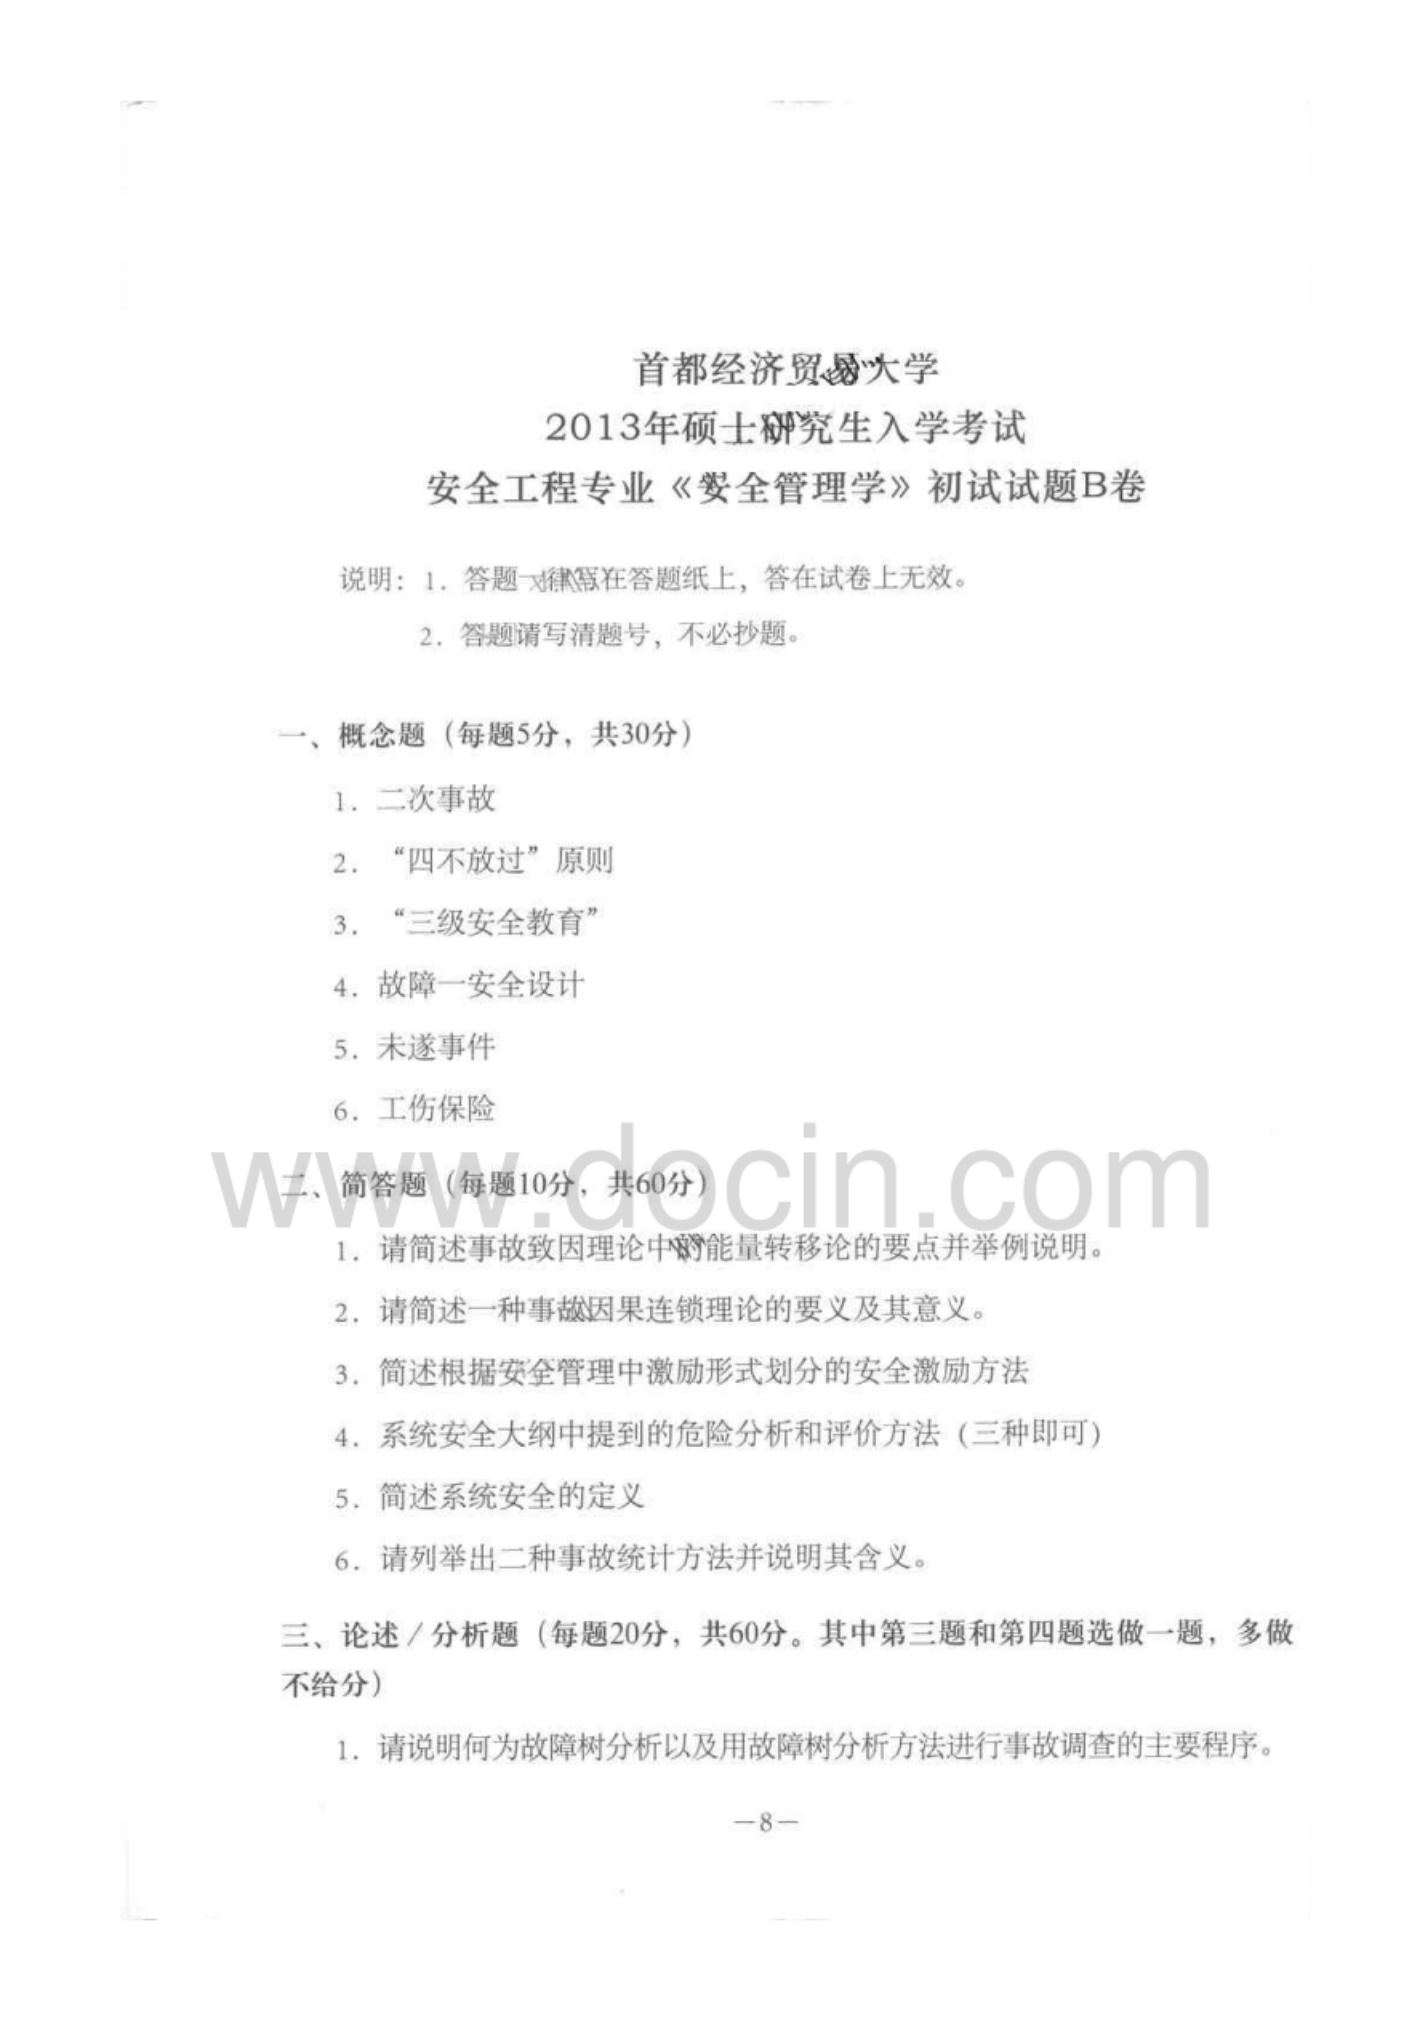 首都经济贸易大学
2013年硕士研究生入学考试
安全工程专业《安全管理学》初试试题B卷
说明：1．答题一律写在答题纸上，答在试卷上无效。
2．答题请写清题号，不必抄题。
一、概念题（每题5分，共30分）
1．二次事故
2．“四不放过”原则
3．“三级安全教育”
4．故障一安全设计
5．未遂事件
6．工伤保险
www.docin.com
二、简答题（每题10分，共60分）
1．请简述事故致因理论中的能量转移论的要点并举例说明。
2．请简述一种事故因果连锁理论的要义及其意义。
3．简述根据安全管理中激励形式划分的安全激励方法
4．系统安全大纲中提到的危险分析和评价方法（三种即可）
5．简述系统安全的定义
6．请列举出二种事故统计方法并说明其含义。
三、论述／分析题（每题20分，共60分。其中第三题和第四题选做一题，多做
不给分）
1．请说明何为故障树分析以及用故障树分析方法进行事故调查的主要程序。
—8—